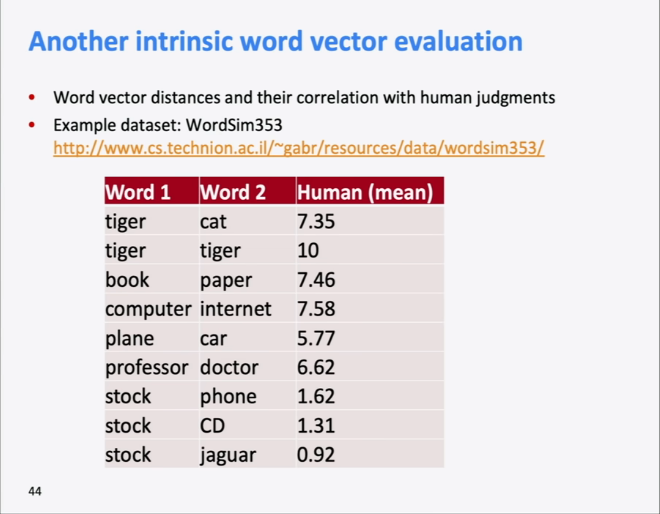 Another intrinsic word vector evaluation
• Word vector distances and their correlation with human judgments
• Example dataset: WordSim353
http://www.cs.technion.ac.il/~gabr/resources/data/wordsim353/
Word 1 Word 2 Human (mean)
tiger cat 7.35
tiger tiger 10
book paper 7.46
computer internet 7.58
plane car 5.77
professor doctor 6.62
stock phone 1.62
stock CD 1.31
stock jaguar 0.92
44